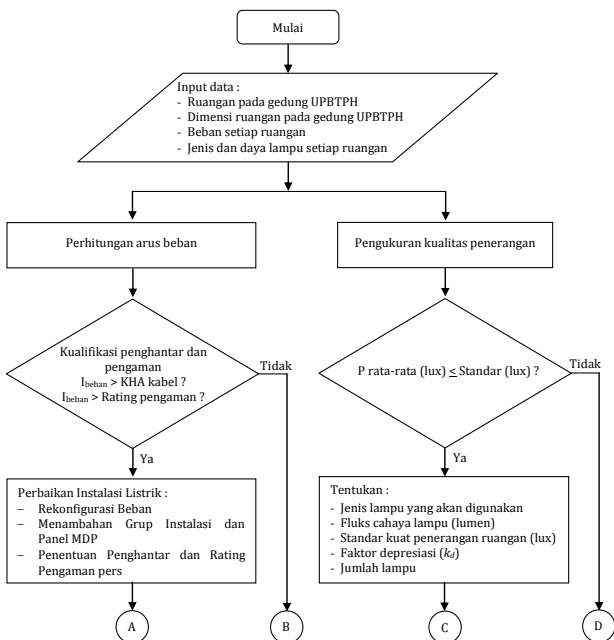 Mulai
Input data :
- Ruangan pada gedung UPBTPH
- Dimensi ruangan pada gedung UPBTPH
- Beban setiap ruangan
- Jenis dan daya lampu setiap ruangan
Perhitungan arus beban
Pengukuran kualitas penerangan
Kualifikasi penghantar dan
pengaman
Ibeban > KHA kabel ?
Ibeban > Rating pengaman ?
Tidak
P rata-rata (lux) ≤ Standar (lux) ?
Tidak
Ya
Ya
Perbaikan Instalasi Listrik :
– Rekonfigurasi Beban
– Menambahan Grup Instalasi dan
Panel MDP
– Penentuan Penghantar dan Rating
Pengaman pers
Tentukan :
- Jenis lampu yang akan digunakan
- Fluks cahaya lampu (lumen)
- Standar kuat penerangan ruangan (lux)
- Faktor depresiasi (kd)
- Jumlah lampu
A
B
C
D